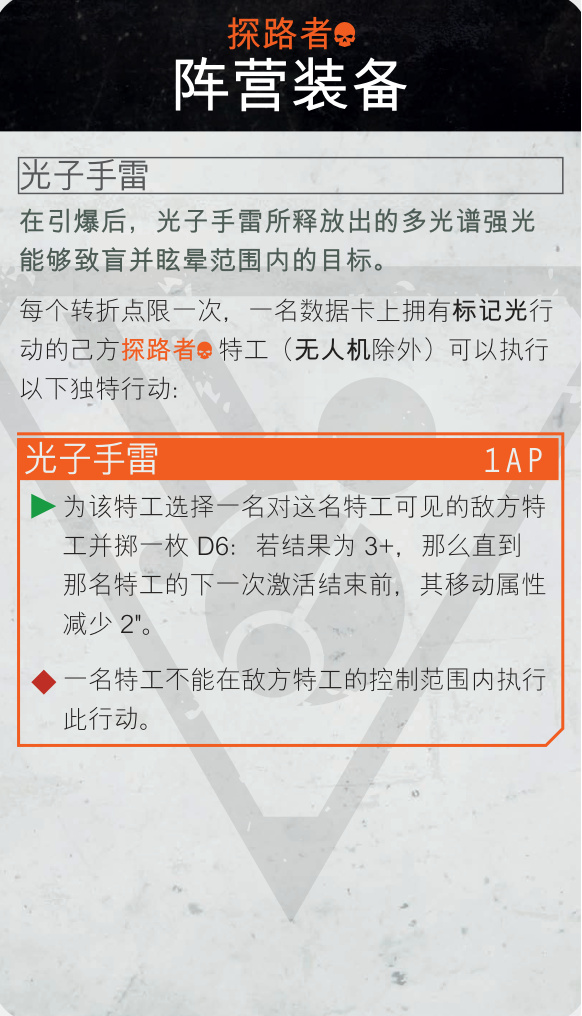 探路者
阵营装备
光子手雷
在引爆后，光子手雷所释放出的多光谱强光
能够致盲并眩晕范围内的目标。
每个转折点限一次，一名数据卡上拥有标记光行
动的己方探路者特工（无人机除外）可以执行
以下独特行动:
光子手雷 1AP
为该特工选择一名对这名特工可见的敌方特
工并掷一枚 D6：若结果为 3+，那么直到
那名特工的下一次激活结束前，其移动属性
减少 2"。
一名特工不能在敌方特工的控制范围内执行
此行动。